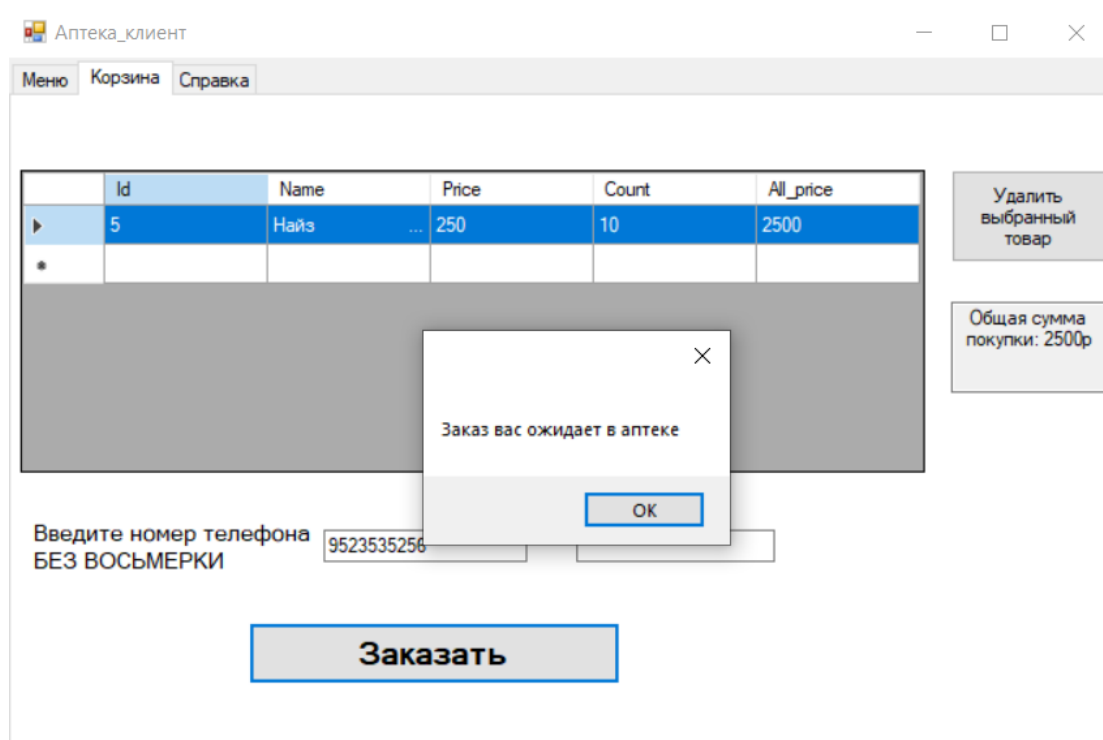 Аптека_клиент
Меню Корзина Справка
Id Name Price Count All_price
5 Найз ... 250 10 2500
Удалить
выбранный
товар
Общая сумма
покупки: 2500р
Заказ вас ожидает в аптеке
OK
Введите номер телефона
БЕЗ ВОСЬМЕРКИ
9523535256
Заказать